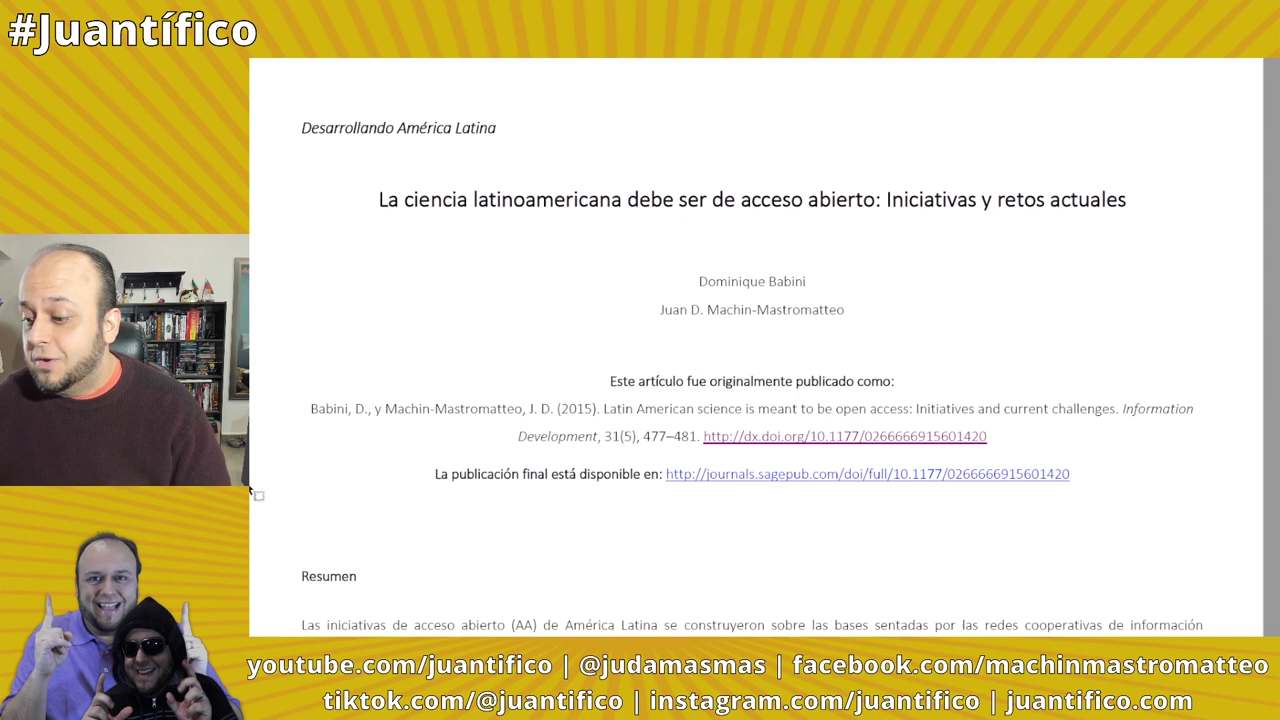 #Juantífico
Desarrollando América Latina
La ciencia latinoamericana debe ser de acceso abierto: Iniciativas y retos actuales
Dominique Babini
Juan D. Machin-Mastromatteo
Este artículo fue originalmente publicado como:
Babini, D., y Machin-Mastromatteo, J. D. (2015). Latin American science is meant to be open access: Initiatives and current challenges. Information
Development, 31(5), 477–481. http://dx.doi.org/10.1177/0266666915601420
La publicación final está disponible en: http://journals.sagepub.com/doi/full/10.1177/0266666915601420
Resumen
Las iniciativas de acceso abierto (AA) de América Latina se construyeron sobre las bases sentadas por las redes cooperativas de información
youtube.com/juantifico | @judamasmas | facebook.com/machinmastromatteo
tiktok.com/@juantifico | instagram.com/juantifico | juantifico.com